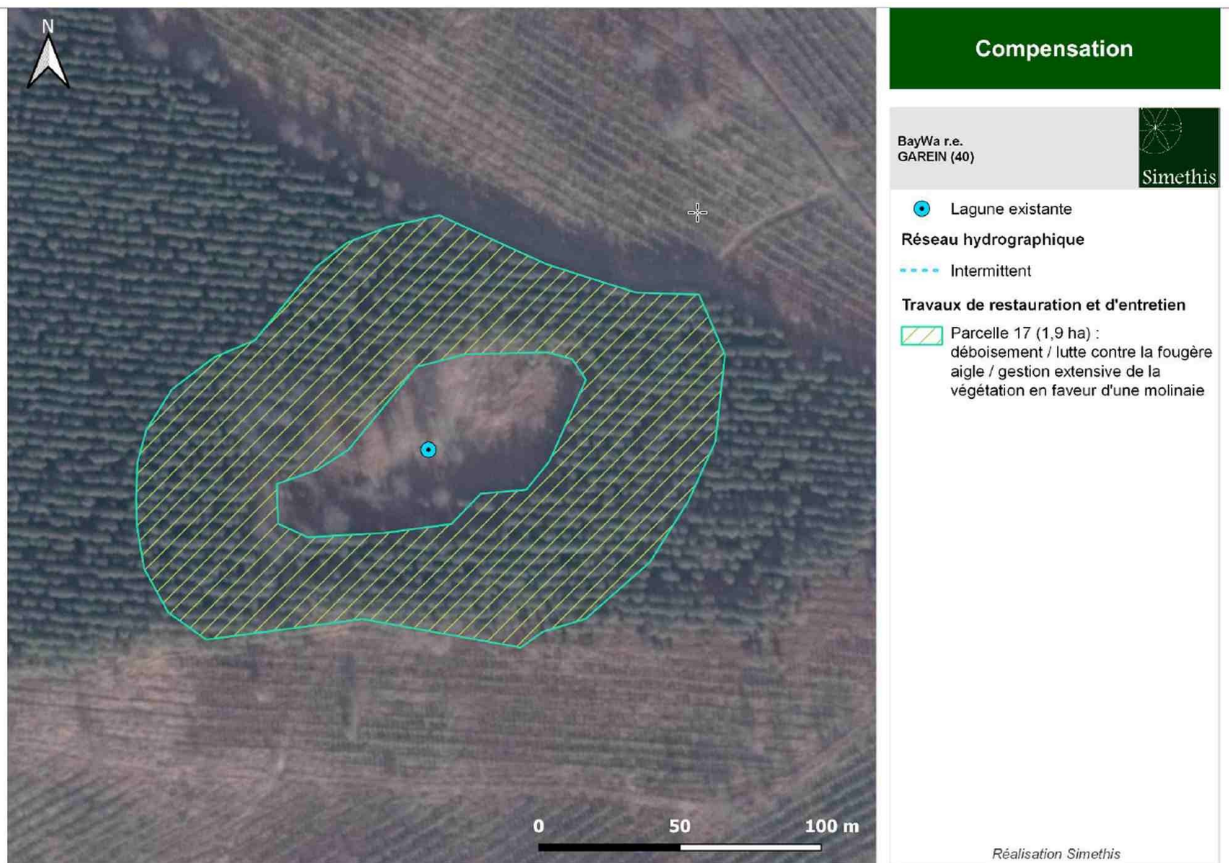 N
Compensation
BayWa r.e.
GAREIN (40)
Simethis
Lagune existante
Réseau hydrographique
Intermittent
Travaux de restauration et d'entretien
Parcelle 17 (1,9 ha) :
déboisement / lutte contre la fougère
aigle / gestion extensive de la
végétation en faveur d'une molinaie
0 50 100 m
Réalisation Simethis